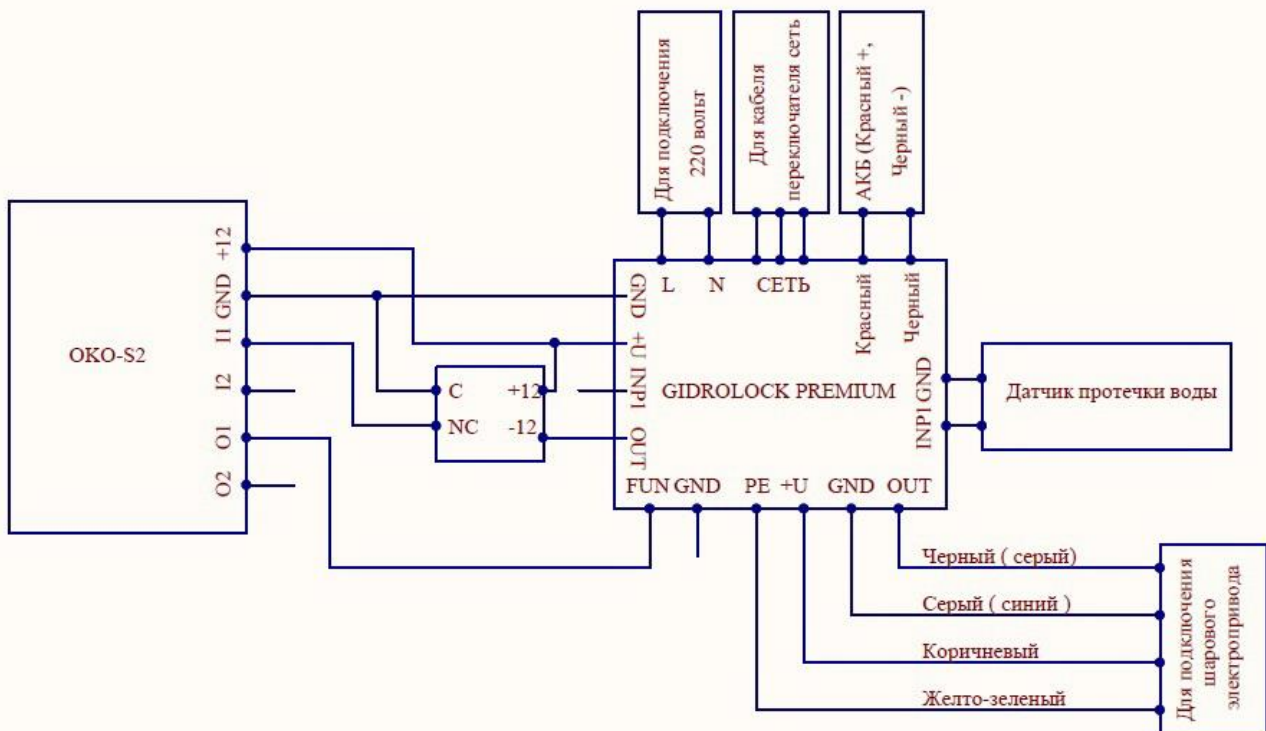 Для подключения
220 вольт
Для кабеля
переключателя сеть
АКБ (Красный +,
Черный -)
ОКО-S2
+12
GND
I1
I2
O1
O2
C
NC
+12
-12
GND
+U
INP1
OUT
L
N
СЕТЬ
Красный
Черный
GIDROLOCK PREMIUM
GND
INP1
Датчик протечки воды
FUN
GND
PE
+U
GND
OUT
Черный ( серый)
Серый ( синий )
Коричневый
Желто-зеленый
Для подключения
шарового
электропривода